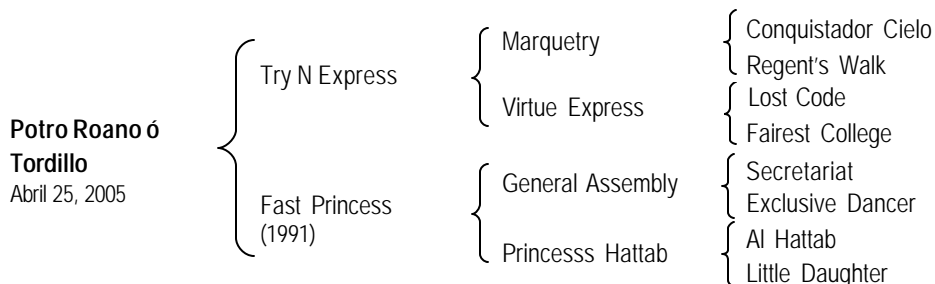 Potro Roano ó
Tordillo
Abril 25, 2005
Try N Express
Fast Princess
(1991)
Marquetry
Virtue Express
General Assembly
Princesss Hattab
Conquistador Cielo
Regent's Walk
Lost Code
Fairest College
Secretariat
Exclusive Dancer
Al Hattab
Little Daughter